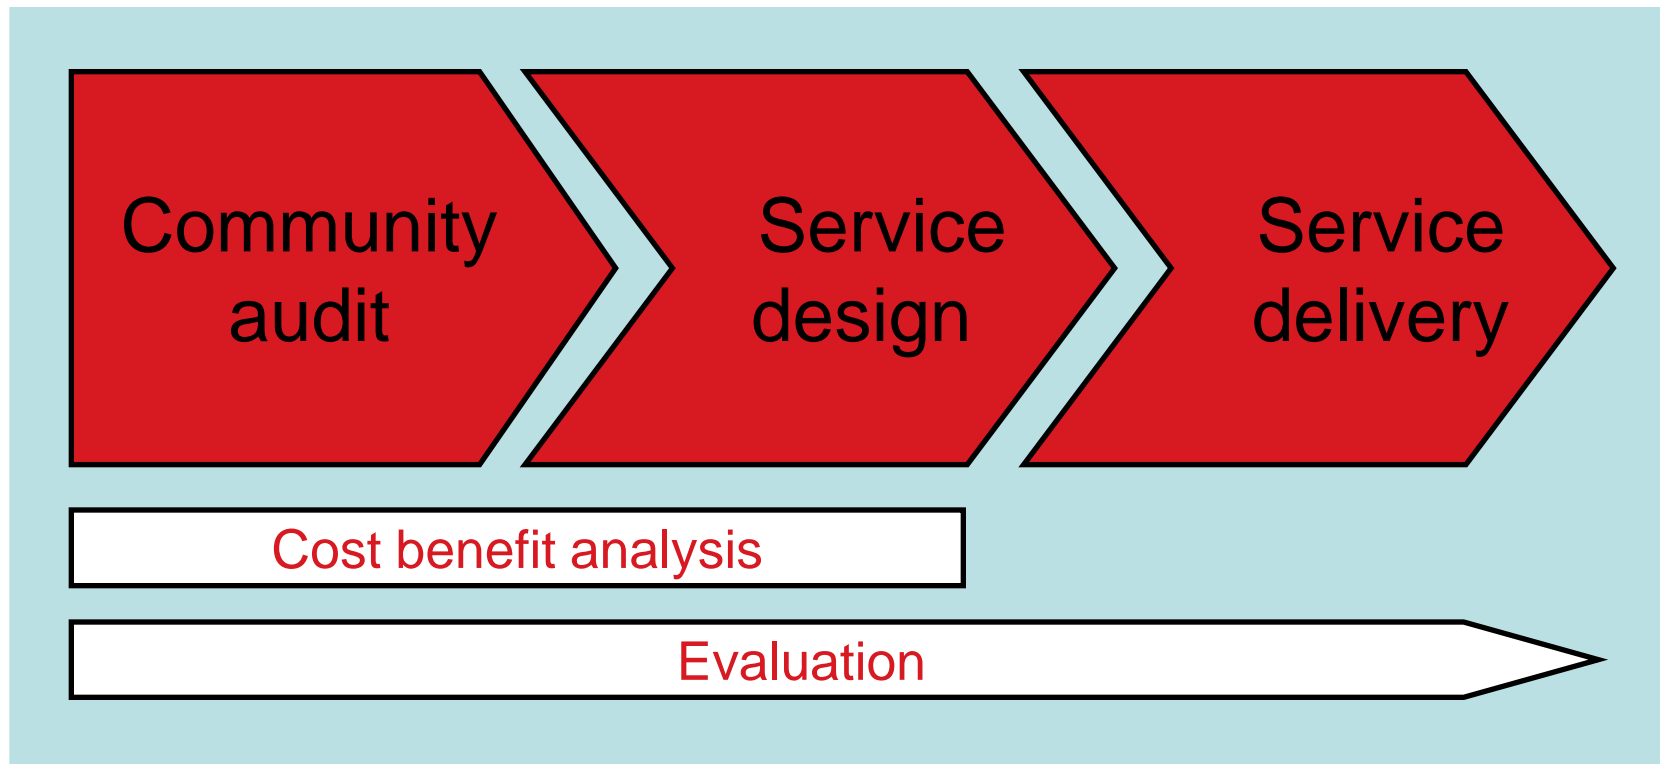 Community
audit
Service
design
Service
delivery
Cost benefit analysis
Evaluation